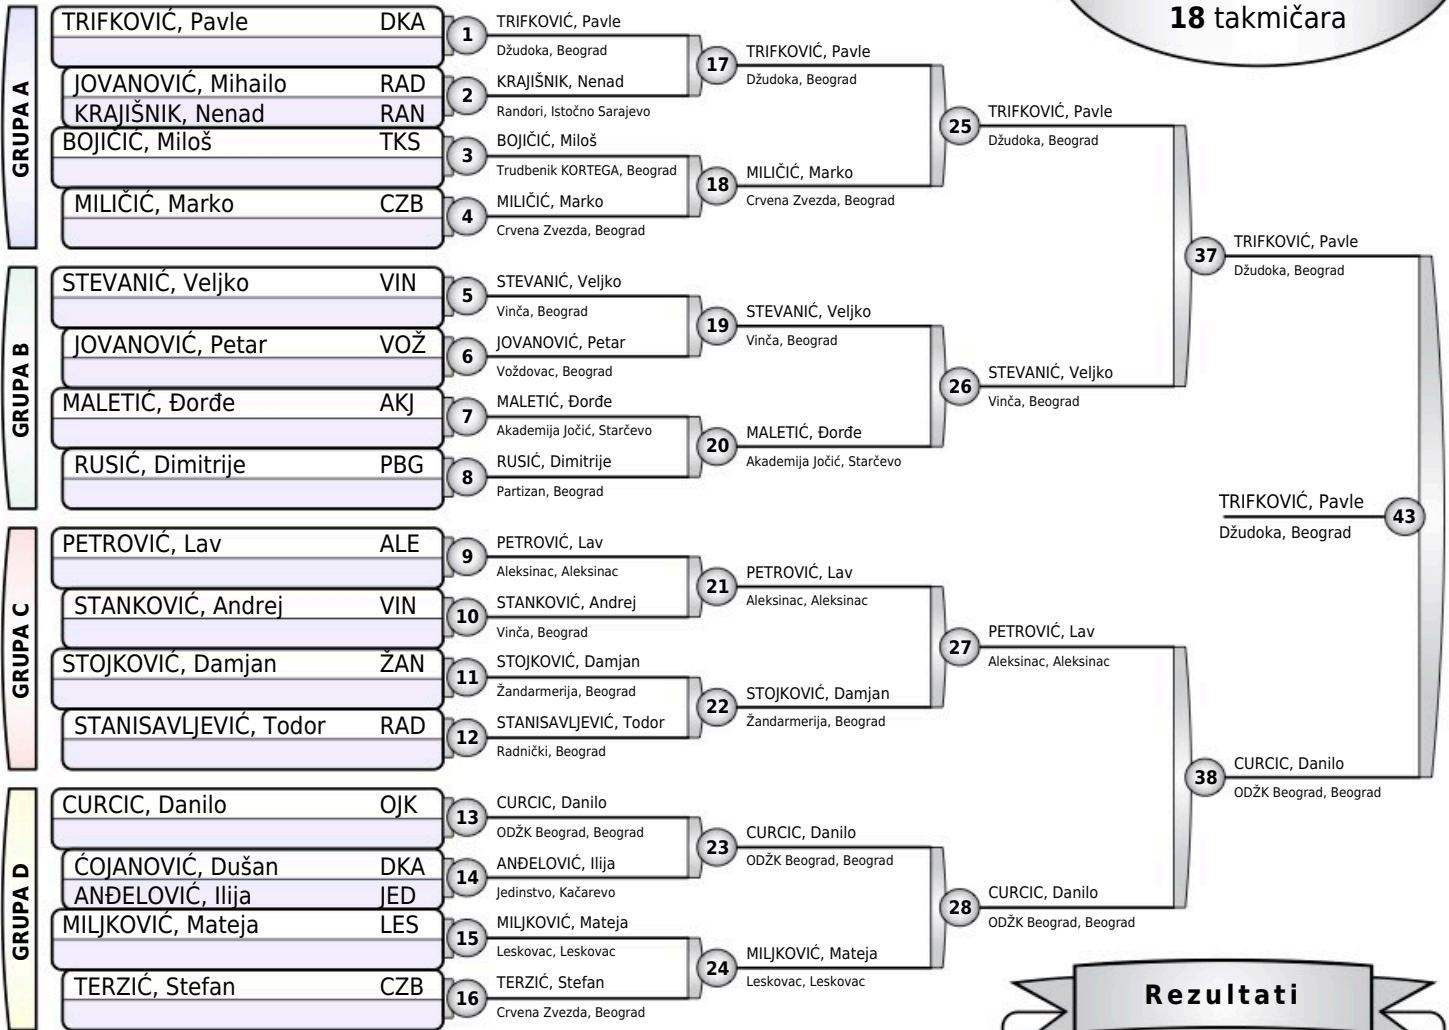 18 takmičara
GRUPA A
TRIFKOVIĆ, Pavle DKA
JOVANOVIĆ, Mihailo RAD
KRAJIŠNIK, Nenad RAN
BOJIČIĆ, Miloš TKS
MILIČIĆ, Marko CZB
1
TRIFKOVIĆ, Pavle
Džudoka, Beograd
2
KRAJIŠNIK, Nenad
Randori, Istočno Sarajevo
3
BOJIČIĆ, Miloš
Trudbenik KORTEGA, Beograd
4
MILIČIĆ, Marko
Crvena Zvezda, Beograd
17
TRIFKOVIĆ, Pavle
Džudoka, Beograd
18
MILIČIĆ, Marko
Crvena Zvezda, Beograd
25
TRIFKOVIĆ, Pavle
Džudoka, Beograd
GRUPA B
STEVANIĆ, Veljko VIN
JOVANOVIĆ, Petar VOŽ
MALETIĆ, Đorđe AKJ
RUSIĆ, Dimitrije PBG
5
STEVANIĆ, Veljko
Vinča, Beograd
6
JOVANOVIĆ, Petar
Voždovac, Beograd
7
MALETIĆ, Đorđe
Akademija Jočić, Starčevo
8
RUSIĆ, Dimitrije
Partizan, Beograd
19
STEVANIĆ, Veljko
Vinča, Beograd
20
MALETIĆ, Đorđe
Akademija Jočić, Starčevo
26
STEVANIĆ, Veljko
Vinča, Beograd
37
TRIFKOVIĆ, Pavle
Džudoka, Beograd
GRUPA C
PETROVIĆ, Lav ALE
STANKOVIĆ, Andrej VIN
STOJKOVIĆ, Damjan ŽAN
STANISAVLJEVIĆ, Todor RAD
9
PETROVIĆ, Lav
Aleksinac, Aleksinac
10
STANKOVIĆ, Andrej
Vinča, Beograd
11
STOJKOVIĆ, Damjan
Žandarmerija, Beograd
12
STANISAVLJEVIĆ, Todor
Radnički, Beograd
21
PETROVIĆ, Lav
Aleksinac, Aleksinac
22
STOJKOVIĆ, Damjan
Žandarmerija, Beograd
27
PETROVIĆ, Lav
Aleksinac, Aleksinac
GRUPA D
CURCIC, Danilo OJK
ĆOJANOVIĆ, Dušan DKA
ANĐELOVIĆ, Ilija JED
MILJKOVIĆ, Mateja LES
TERZIĆ, Stefan CZB
13
CURCIC, Danilo
ODŽK Beograd, Beograd
14
ANĐELOVIĆ, Ilija
Jedinstvo, Kačarevo
15
MILJKOVIĆ, Mateja
Leskovac, Leskovac
16
TERZIĆ, Stefan
Crvena Zvezda, Beograd
23
CURCIC, Danilo
ODŽK Beograd, Beograd
24
MILJKOVIĆ, Mateja
Leskovac, Leskovac
28
CURCIC, Danilo
ODŽK Beograd, Beograd
38
CURCIC, Danilo
ODŽK Beograd, Beograd
43
TRIFKOVIĆ, Pavle
Džudoka, Beograd
Rezultati